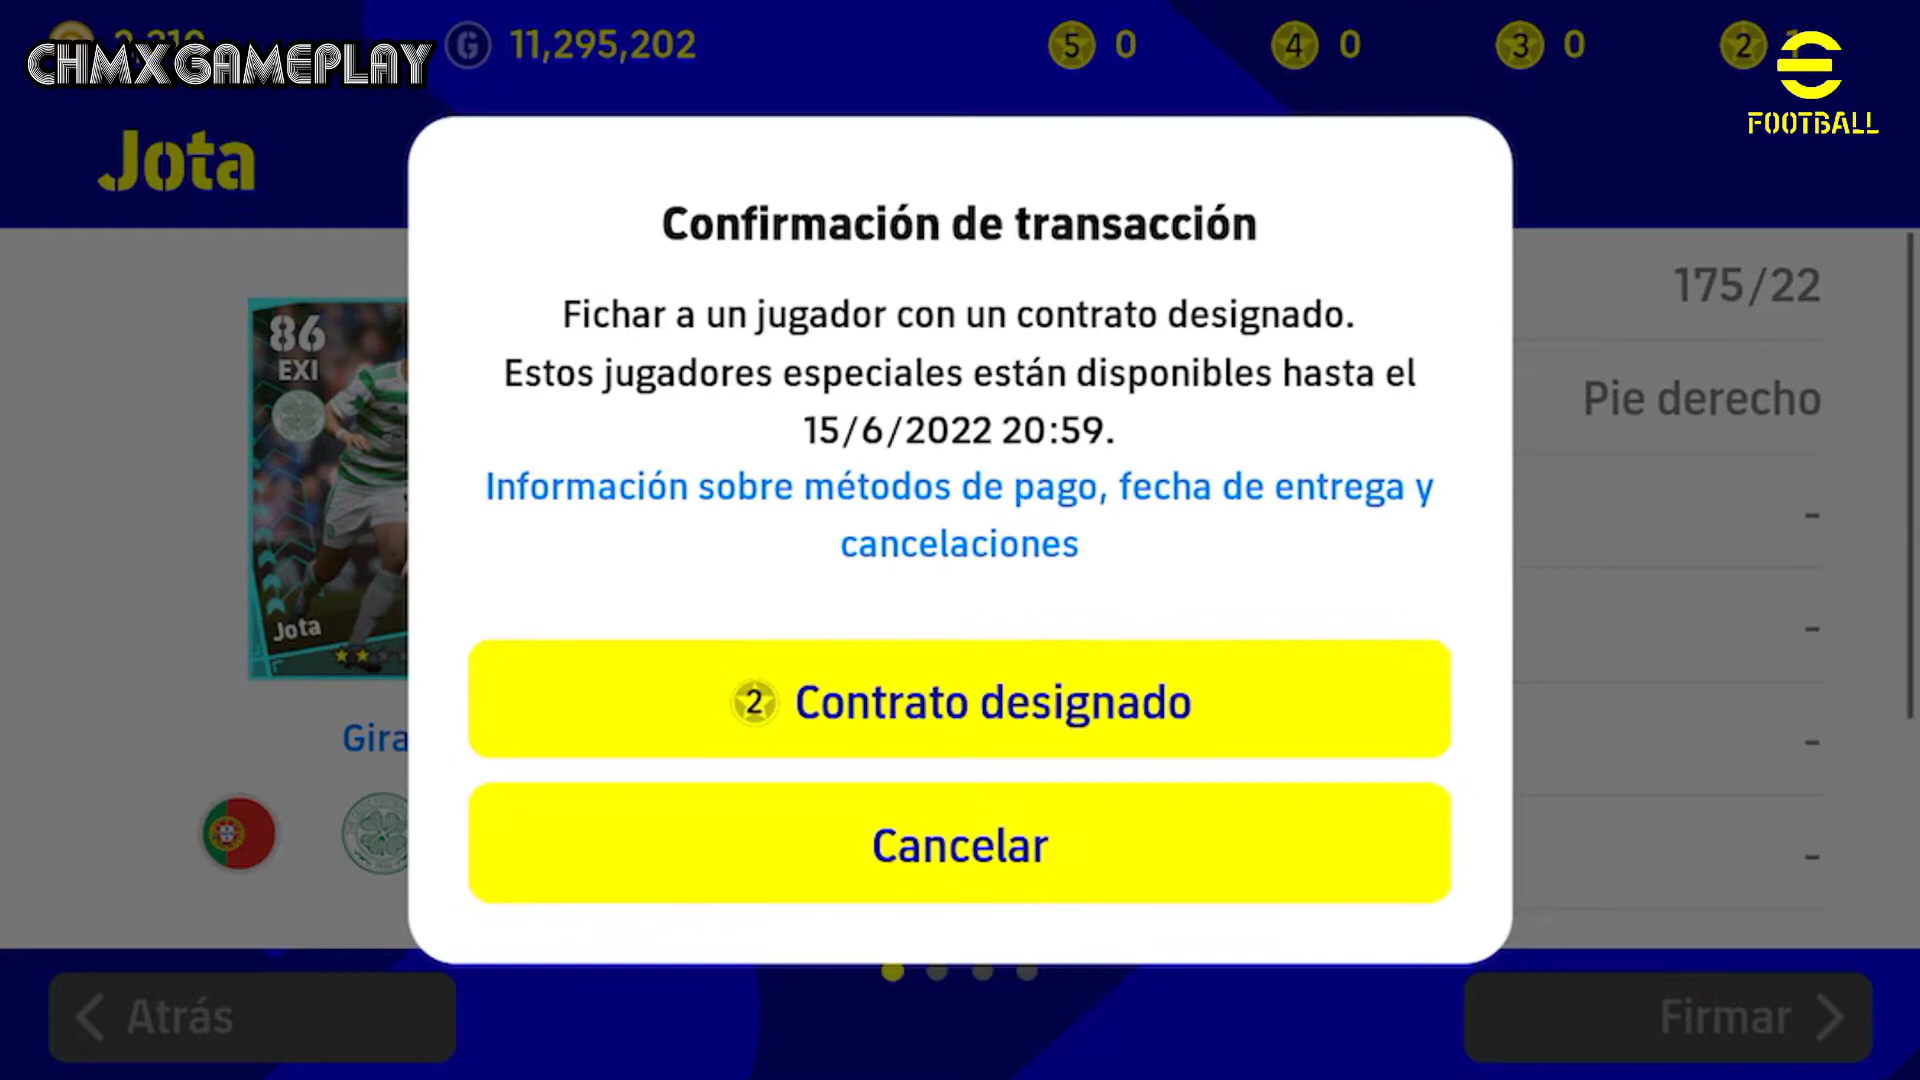 CHMX GAMEPLAY
11,295,202
5 0
4 0
3 0
2
FOOTBALL
Jota
Confirmación de transacción
Fichar a un jugador con un contrato designado.
Estos jugadores especiales están disponibles hasta el
15/6/2022 20:59.
Información sobre métodos de pago, fecha de entrega y
cancelaciones
2 Contrato designado
Cancelar
86
EXI
Jota
Gira
175/22
Pie derecho
-
-
-
-
Atrás
Firmar